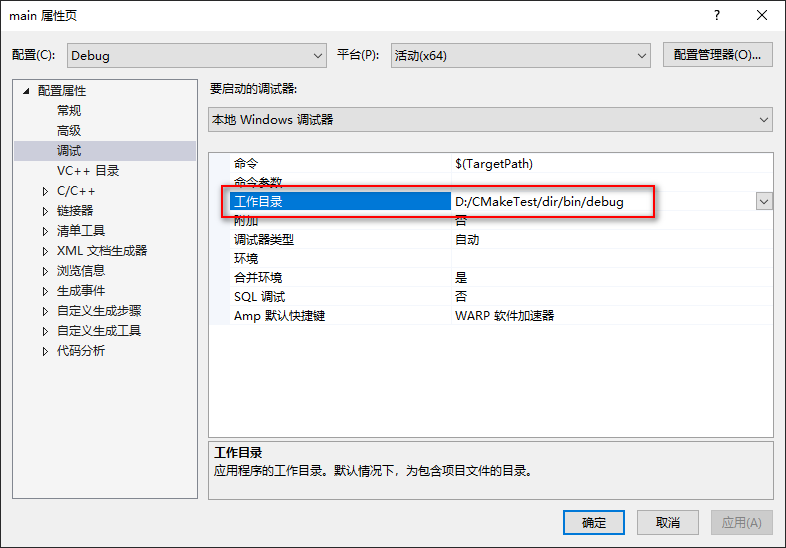 main 属性页
配置(C): Debug 平台(P): 活动(x64) 配置管理器(O)...
配置属性
常规
高级
调试
VC++ 目录
C/C++
链接器
清单工具
XML 文档生成器
浏览信息
生成事件
自定义生成步骤
自定义生成工具
代码分析
要启动的调试器:
本地 Windows 调试器
命令 $(TargetPath)
命令参数
工作目录 D:/CMakeTest/dir/bin/debug
附加 否
调试器类型 自动
环境
合并环境 是
SQL 调试 否
Amp 默认快捷键 WARP 软件加速器
工作目录
应用程序的工作目录。默认情况下，为包含项目文件的目录。
确定 取消 应用(A)